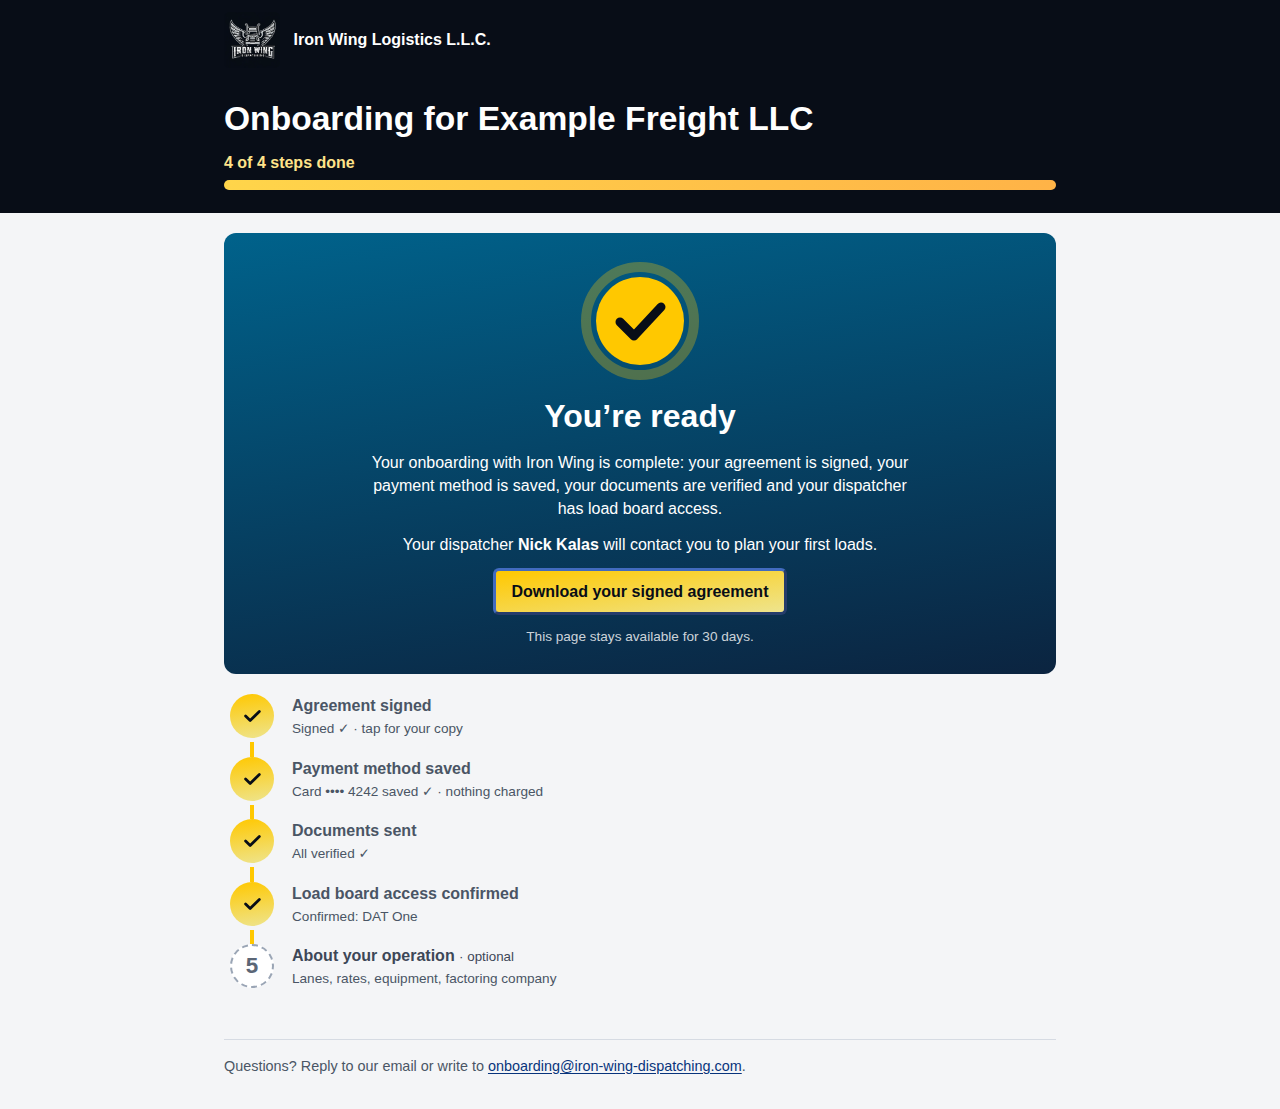 IRON WING
Iron Wing Logistics L.L.C.
Onboarding for Example Freight LLC
4 of 4 steps done
You’re ready
Your onboarding with Iron Wing is complete: your agreement is signed, your
payment method is saved, your documents are verified and your dispatcher
has load board access.
Your dispatcher Nick Kalas will contact you to plan your first loads.
Download your signed agreement
This page stays available for 30 days.
Agreement signed
Signed ✓ · tap for your copy
Payment method saved
Card •••• 4242 saved ✓ · nothing charged
Documents sent
All verified ✓
Load board access confirmed
Confirmed: DAT One
5
About your operation · optional
Lanes, rates, equipment, factoring company
Questions? Reply to our email or write to onboarding@iron-wing-dispatching.com.